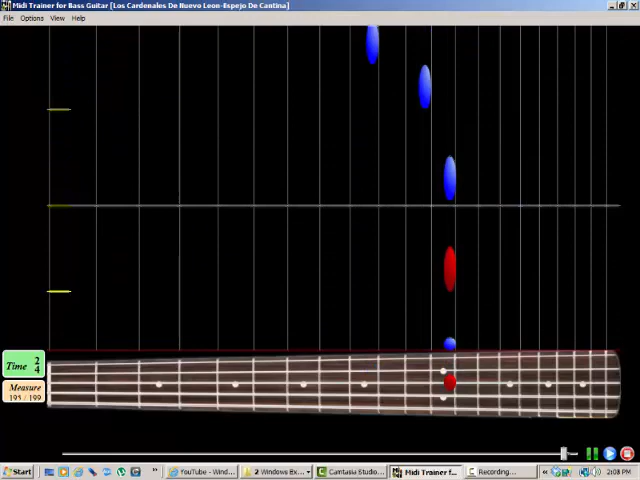 Midi Trainer for Bass Guitar [Los Cardenales De Nuevo Leon-Espejo De Cantina]
File Options View Help
Time 2 4
Measure
195 / 199
Start » YouTube - Wind... 2 Windows Ex... Camtasia Studio... Midi Trainer f... Recording... « 2:08 PM